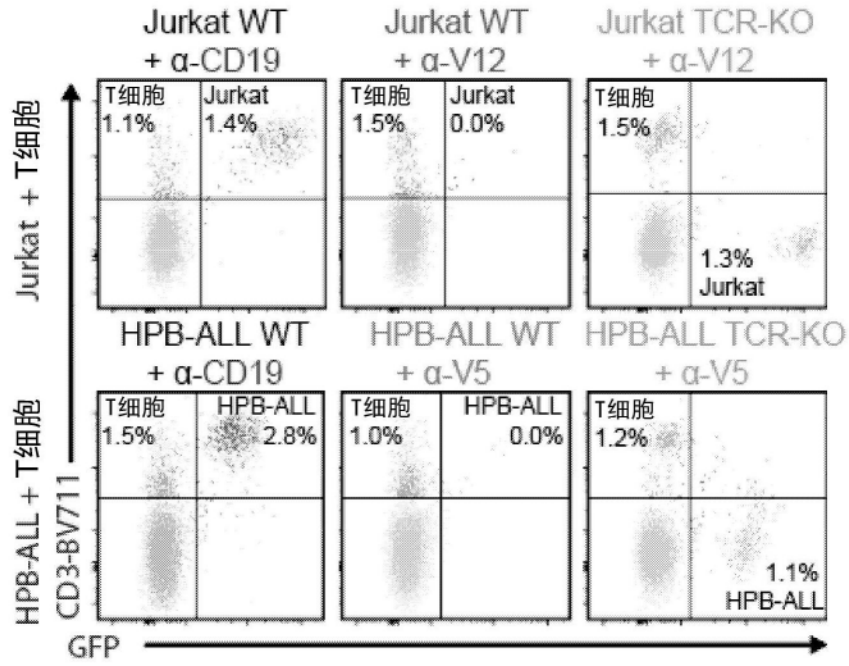 Jurkat WT
+ α-CD19
Jurkat WT
+ α-V12
Jurkat TCR-KO
+ α-V12
Jurkat + T细胞
T细胞
1.1%
Jurkat
1.4%
T细胞
1.5%
Jurkat
0.0%
T细胞
1.5%
1.3%
Jurkat
HPB-ALL WT
+ α-CD19
HPB-ALL WT
+ α-V5
HPB-ALL TCR-KO
+ α-V5
HPB-ALL + T细胞
CD3-BV711
T细胞
1.5%
HPB-ALL
2.8%
T细胞
1.0%
HPB-ALL
0.0%
T细胞
1.2%
1.1%
HPB-ALL
GFP